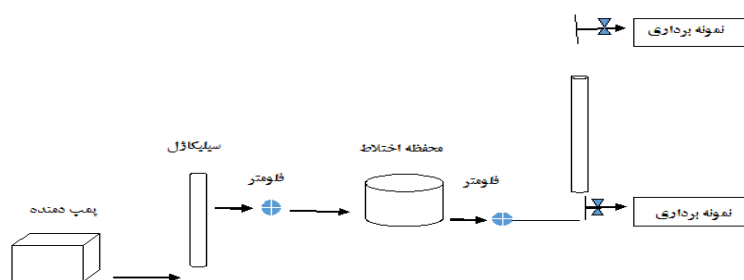 نمونه برداری
سیلیکاژل
محفظه اختلاط
فلومتر
فلومتر
پمپ دمنده
نمونه برداری